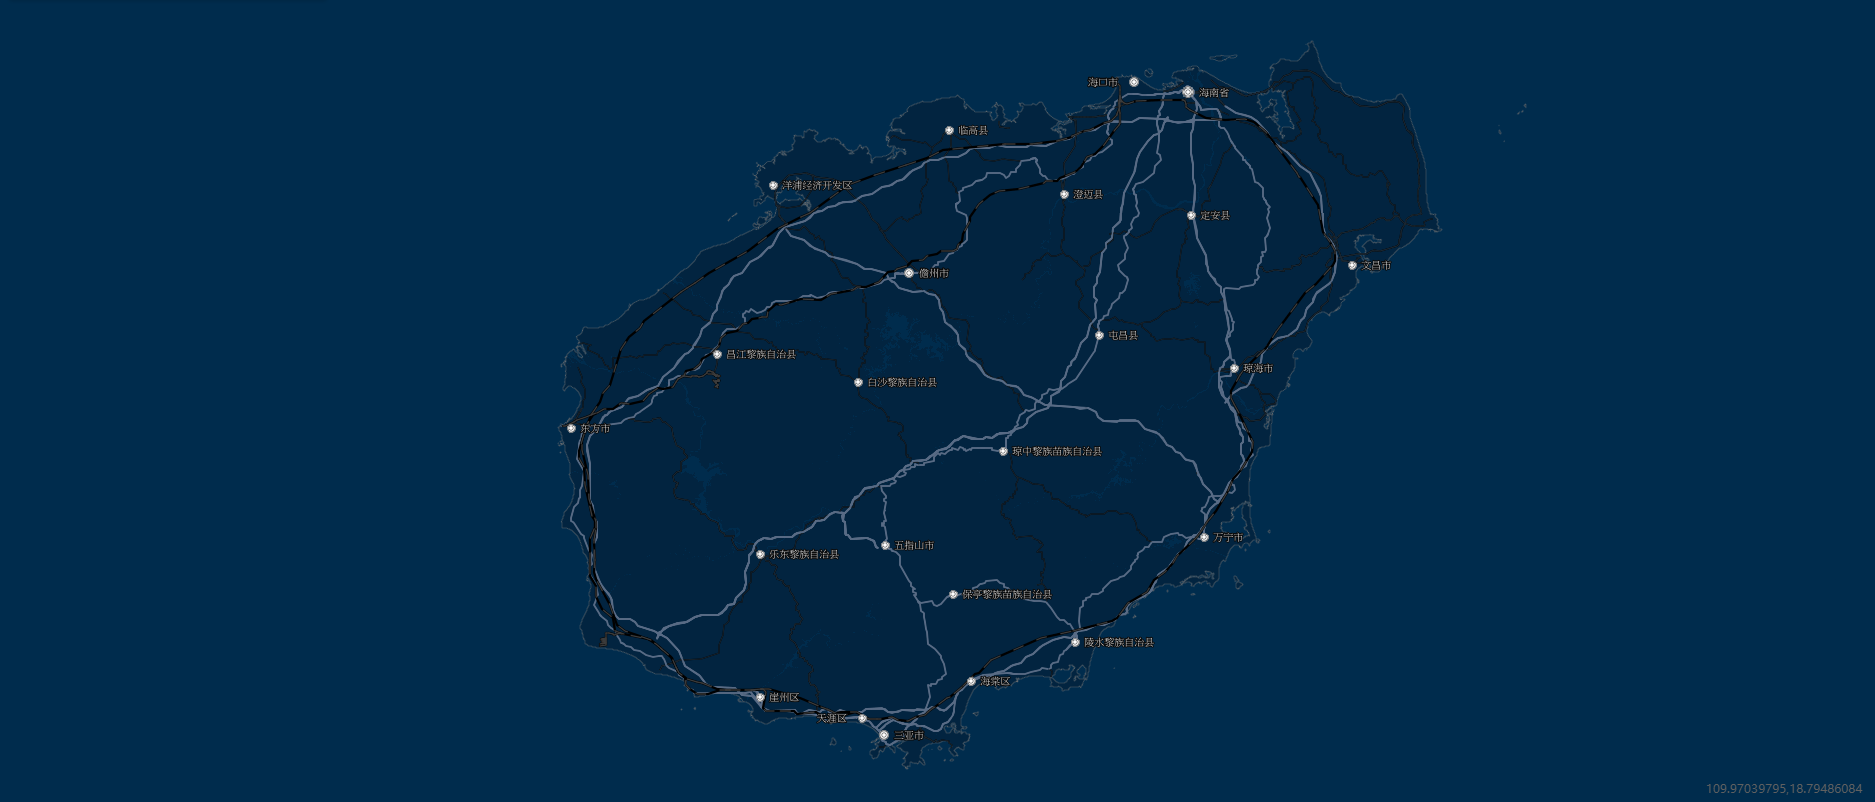 海口市
海南省
临高县
洋浦经济开发区
澄迈县
定安县
文昌市
儋州市
屯昌县
昌江黎族自治县
琼海市
白沙黎族自治县
东方市
琼中黎族苗族自治县
万宁市
五指山市
乐东黎族自治县
保亭黎族苗族自治县
陵水黎族自治县
海棠区
崖州区
天涯区
三亚市
109.97039795,18.79486084